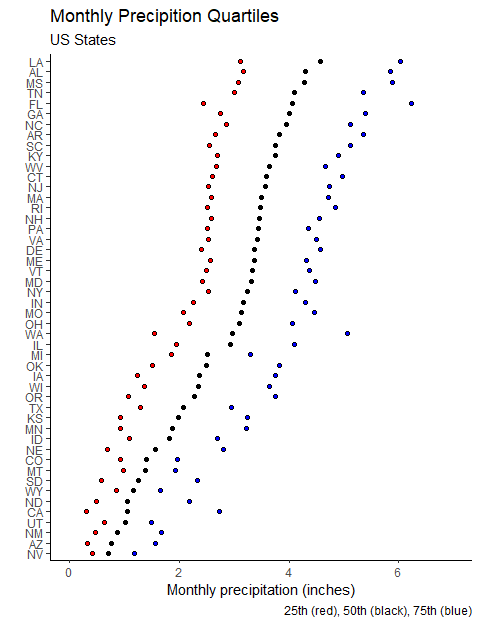 Monthly Precipition Quartiles
US States
LA
AL
MS
TN
FL
GA
NC
AR
SC
KY
WV
CT
NJ
MA
RI
NH
PA
VA
DE
ME
VT
MD
NY
IN
MO
OH
WA
IL
MI
OK
IA
WI
OR
TX
KS
MN
ID
NE
CO
MT
SD
WY
ND
CA
UT
NM
AZ
NV
0 2 4 6
Monthly precipitation (inches)
25th (red), 50th (black), 75th (blue)